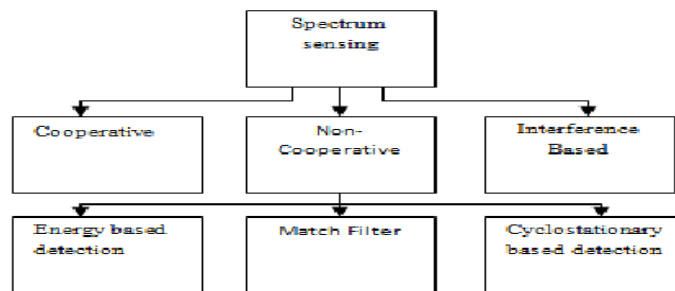 Spectrum
sensing
Cooperative
Non-
Cooperative
Interference
Based
Energy based
detection
Match Filter
Cyclostationary
based detection